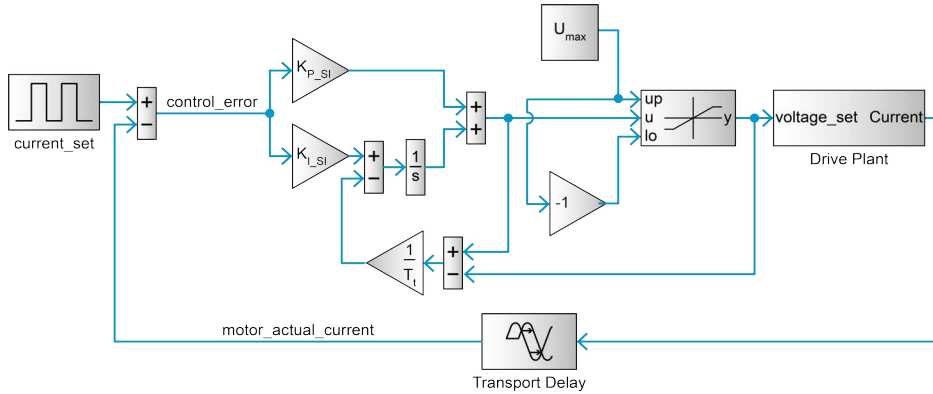 U_max
K_P_SI
current_set
+
−
control_error
+
+
up
u
lo
y
voltage_set Current
Drive Plant
K_I_SI
+
−
1
s
-1
1
T_t
+
−
motor_actual_current
Transport Delay